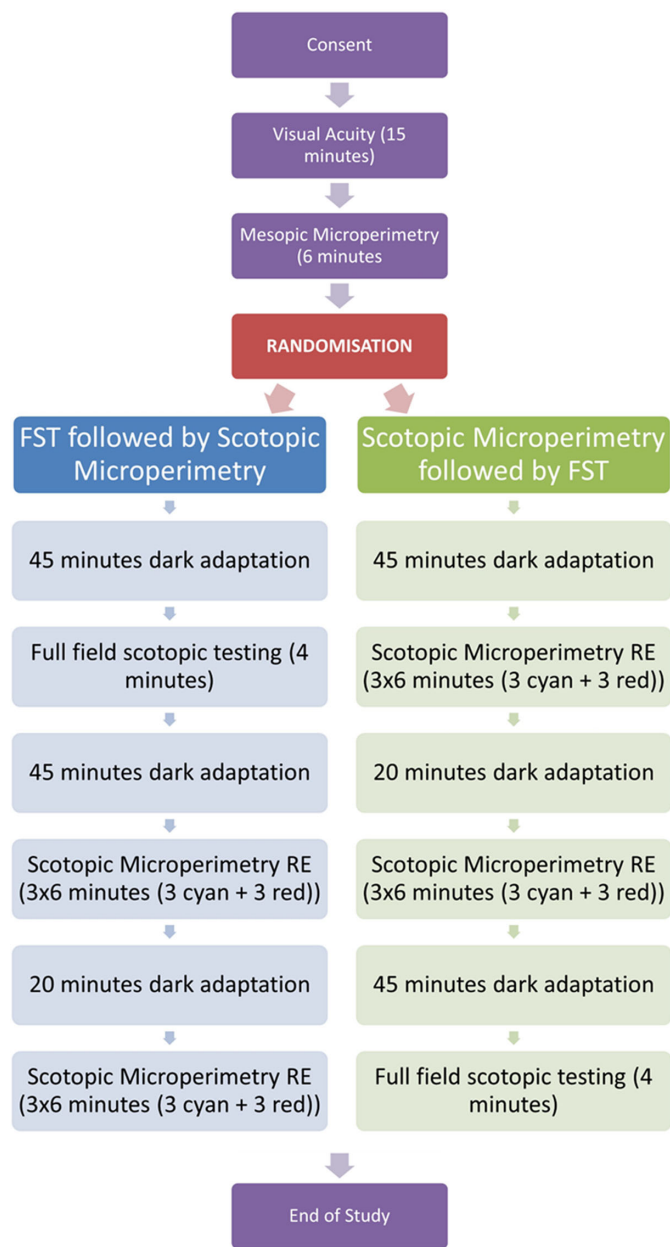 Consent
Visual Acuity (15
minutes)
Mesopic Microperimetry
(6 minutes
RANDOMISATION
FST followed by Scotopic
Microperimetry
45 minutes dark adaptation
Full field scotopic testing (4
minutes)
45 minutes dark adaptation
Scotopic Microperimetry RE
(3x6 minutes (3 cyan + 3 red))
20 minutes dark adaptation
Scotopic Microperimetry RE
(3x6 minutes (3 cyan + 3 red))
Scotopic Microperimetry
followed by FST
45 minutes dark adaptation
Scotopic Microperimetry RE
(3x6 minutes (3 cyan + 3 red))
20 minutes dark adaptation
Scotopic Microperimetry RE
(3x6 minutes (3 cyan + 3 red))
45 minutes dark adaptation
Full field scotopic testing (4
minutes)
End of Study